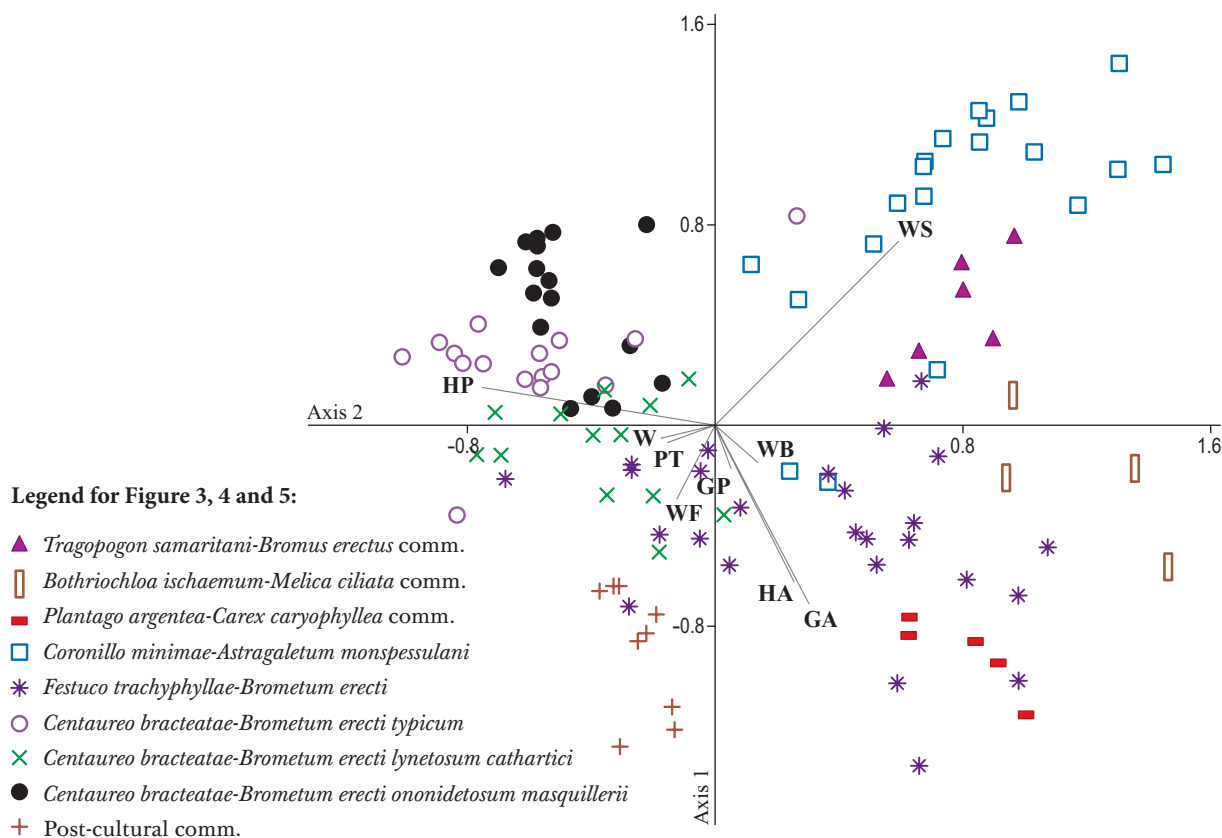 1.6
0.8
WS
HP
Axis 2
-0.8
0.8
1.6
W
PT
WB
GP
WF
HA
GA
-0.8
Axis 1
Legend for Figure 3, 4 and 5:
Tragopogon samaritani-Bromus erectus comm.
Bothriochloa ischaemum-Melica ciliata comm.
Plantago argentea-Carex caryophyllea comm.
Coronillo minimae-Astragaletum monspessulani
Festuco trachyphyllae-Brometum erecti
Centaureo bracteatae-Brometum erecti typicum
Centaureo bracteatae-Brometum erecti lynetosum cathartici
Centaureo bracteatae-Brometum erecti ononidetosum masquillerii
Post-cultural comm.